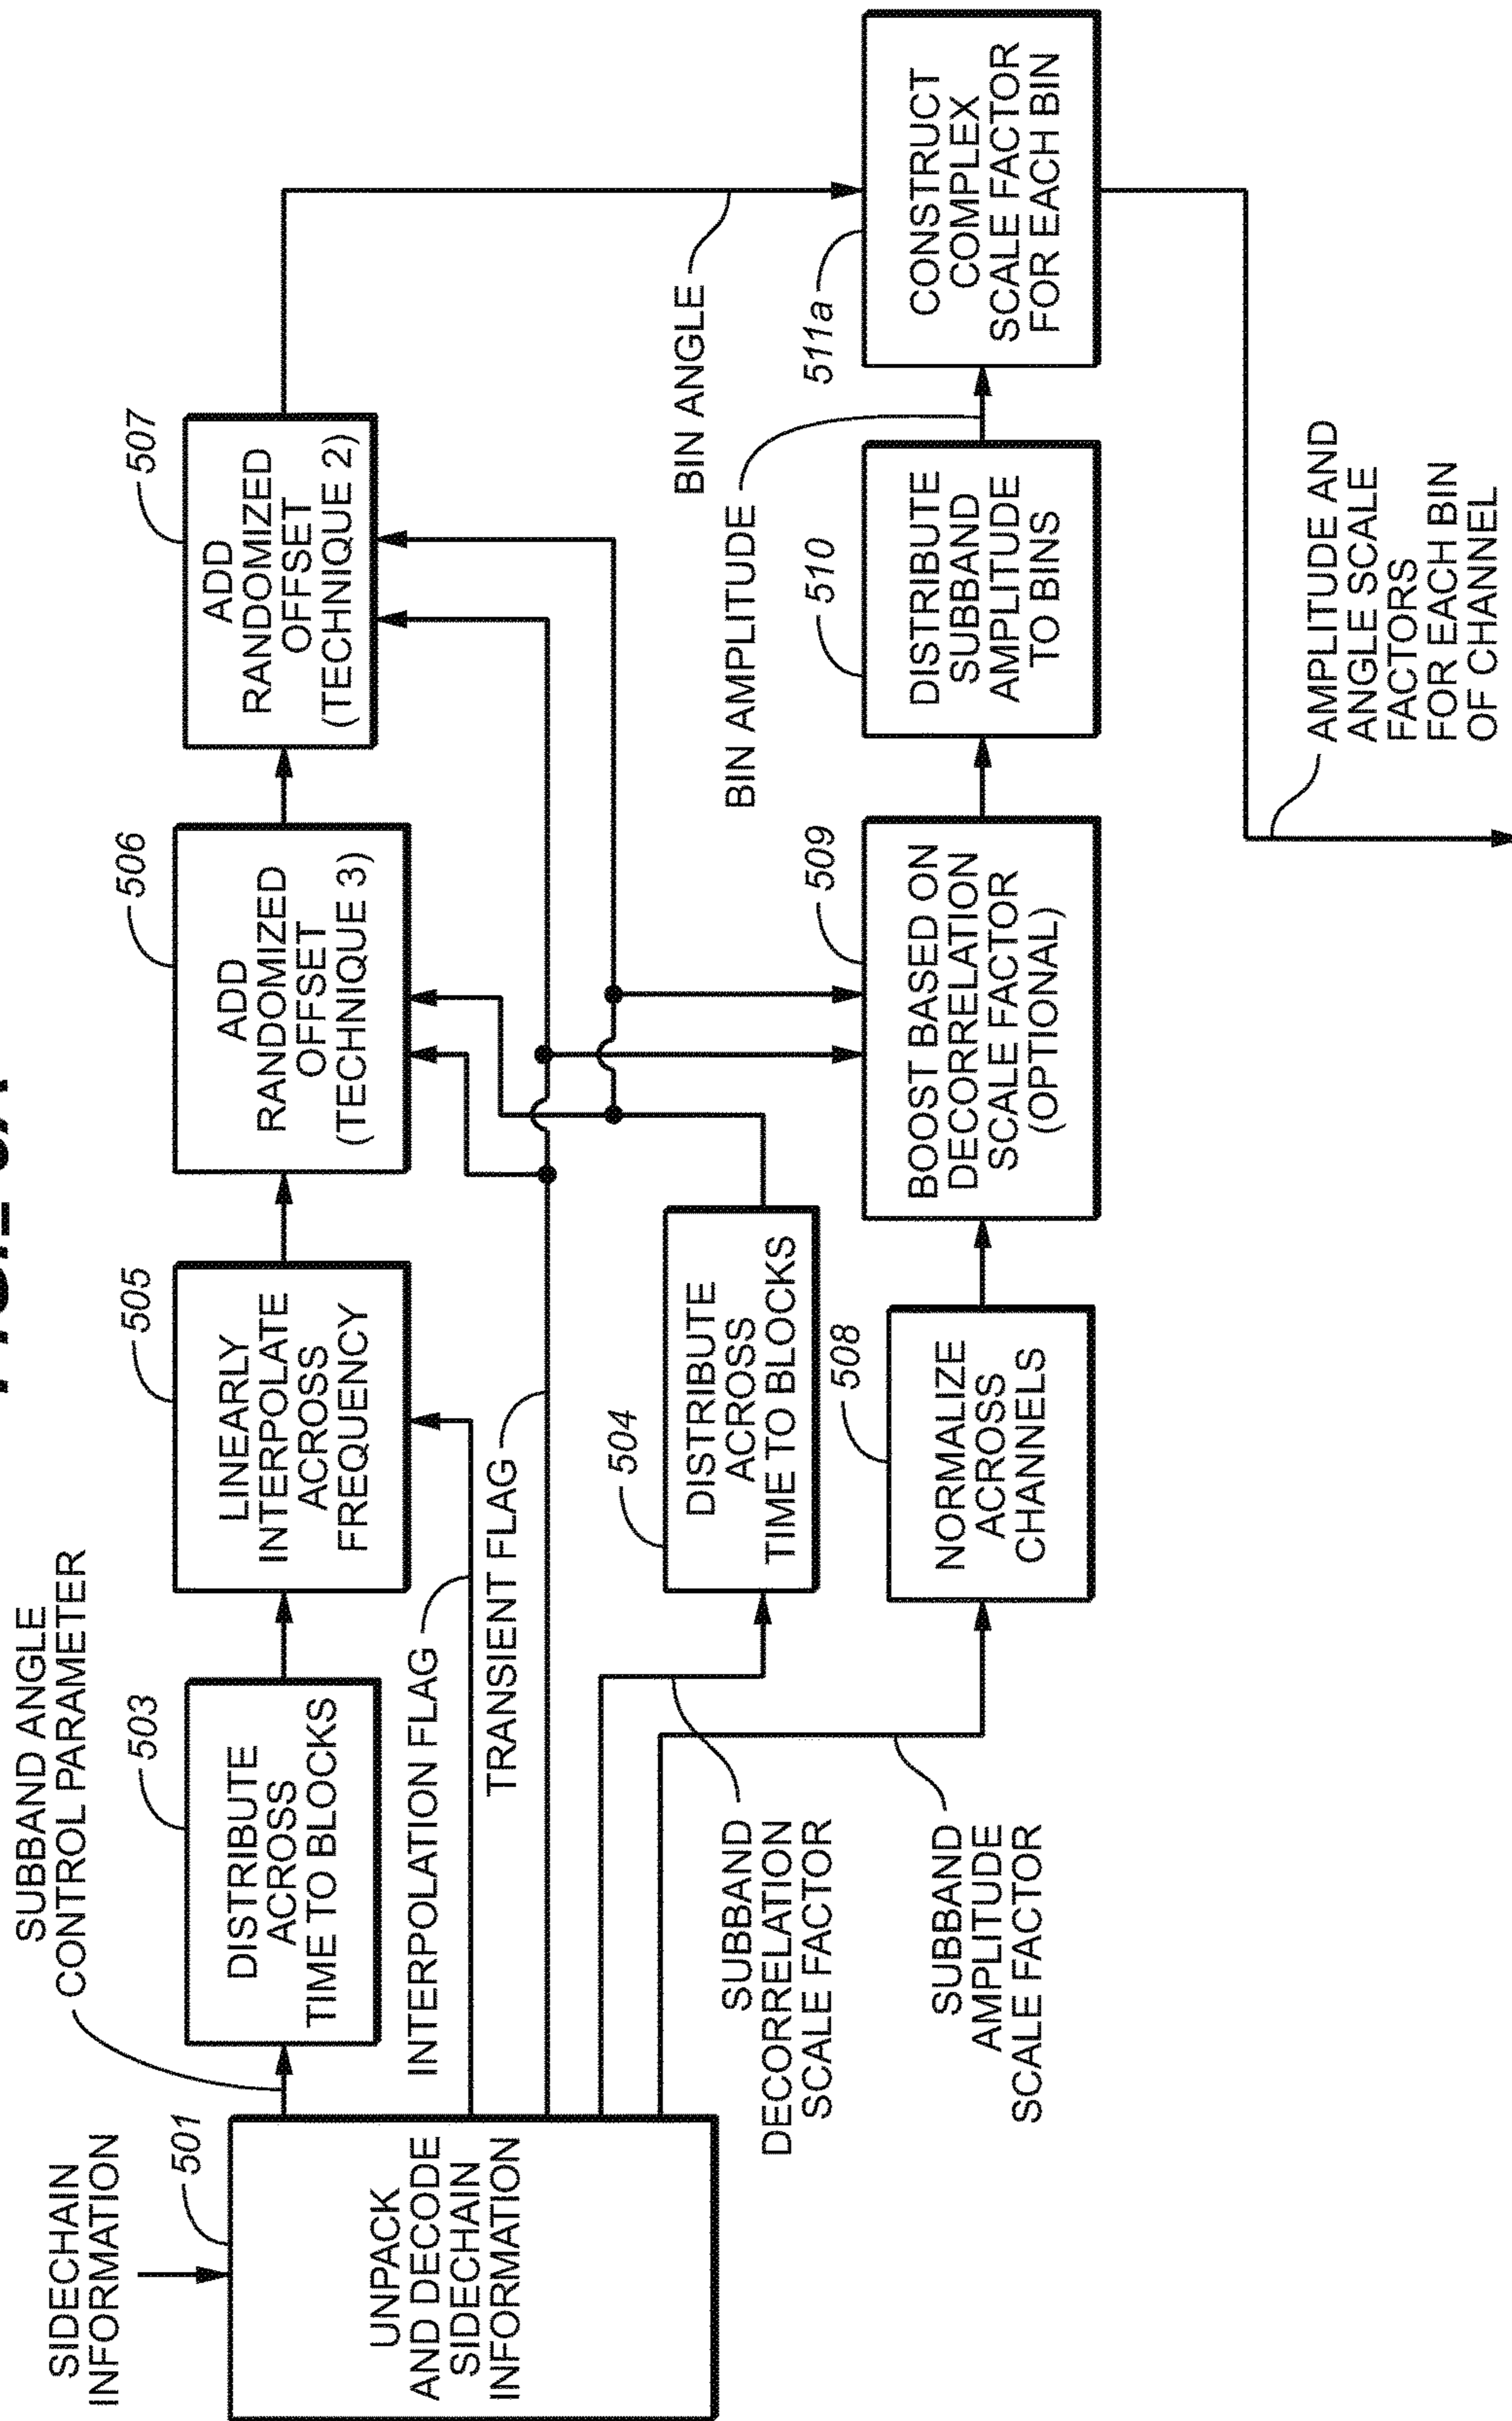 SIDECHAIN
INFORMATION
501
UNPACK
AND DECODE
SIDECHAIN
INFORMATION
SUBBAND ANGLE
CONTROL PARAMETER
503
DISTRIBUTE
ACROSS
TIME TO BLOCKS
505
LINEARLY
INTERPOLATE
ACROSS
FREQUENCY
506
ADD
RANDOMIZED
OFFSET
(TECHNIQUE 3)
507
ADD
RANDOMIZED
OFFSET
(TECHNIQUE 2)
INTERPOLATION FLAG
TRANSIENT FLAG
SUBBAND
DECORRELATION
SCALE FACTOR
504
DISTRIBUTE
ACROSS
TIME TO BLOCKS
SUBBAND
AMPLITUDE
SCALE FACTOR
508
NORMALIZE
ACROSS
CHANNELS
509
BOOST BASED ON
DECORRELATION
SCALE FACTOR
(OPTIONAL)
510
DISTRIBUTE
SUBBAND
AMPLITUDE
TO BINS
BIN AMPLITUDE
BIN ANGLE
511a
CONSTRUCT
COMPLEX
SCALE FACTOR
FOR EACH BIN
AMPLITUDE AND
ANGLE SCALE
FACTORS
FOR EACH BIN
OF CHANNEL